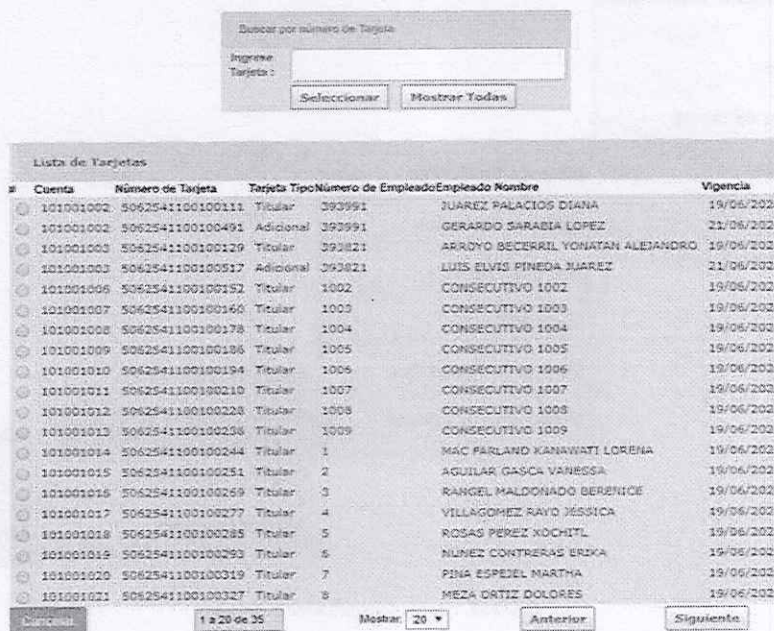 Buscar por número de Tarjeta
Ingrese
Tarjeta :
Seleccionar Mostrar Todas
Lista de Tarjetas
# Cuenta Número de Tarjeta Tarjeta Tipo Número de Empleado Empleado Nombre Vigencia
101001002 5062541100100111 Titular 393991 JUAREZ PALACIOS DIANA 19/06/202
101001002 5062541100100491 Adicional 393991 GERARDO SARABIA LOPEZ 21/06/202
101001003 5062541100100129 Titular 393821 ARROYO BECERRIL YONATAN ALEJANDRO 19/06/202
101001003 5062541100100517 Adicional 393821 LUIS ELVIS PINEDA JUAREZ 21/06/202
101001006 5062541100100152 Titular 1002 CONSECUTIVO 1002 19/06/202
101001007 5062541100100160 Titular 1003 CONSECUTIVO 1003 19/06/202
101001008 5062541100100178 Titular 1004 CONSECUTIVO 1004 19/06/202
101001009 5062541100100186 Titular 1005 CONSECUTIVO 1005 19/06/202
101001010 5062541100100194 Titular 1006 CONSECUTIVO 1006 19/06/202
101001011 5062541100100210 Titular 1007 CONSECUTIVO 1007 19/06/202
101001012 5062541100100228 Titular 1008 CONSECUTIVO 1008 19/06/202
101001013 5062541100100236 Titular 1009 CONSECUTIVO 1009 19/06/202
101001014 5062541100100244 Titular 1 MAC FARLAND KANAWATI LORENA 19/06/202
101001015 5062541100100251 Titular 2 AGUILAR GASCA VANESSA 19/06/202
101001016 5062541100100269 Titular 3 RANGEL MALDONADO BERENICE 19/06/202
101001017 5062541100100277 Titular 4 VILLAGOMEZ RAYO JESSICA 19/06/202
101001018 5062541100100285 Titular 5 ROSAS PEREZ XOCHITL 19/06/202
101001019 5062541100100293 Titular 6 NUNEZ CONTRERAS ERIKA 19/06/202
101001020 5062541100100319 Titular 7 PINA ESPEJEL MARTHA 19/06/202
101001021 5062541100100327 Titular 8 MEZA ORTIZ DOLORES 19/06/202
Cancelar 1 a 20 de 35 Mostrar: 20 Anterior Siguiente